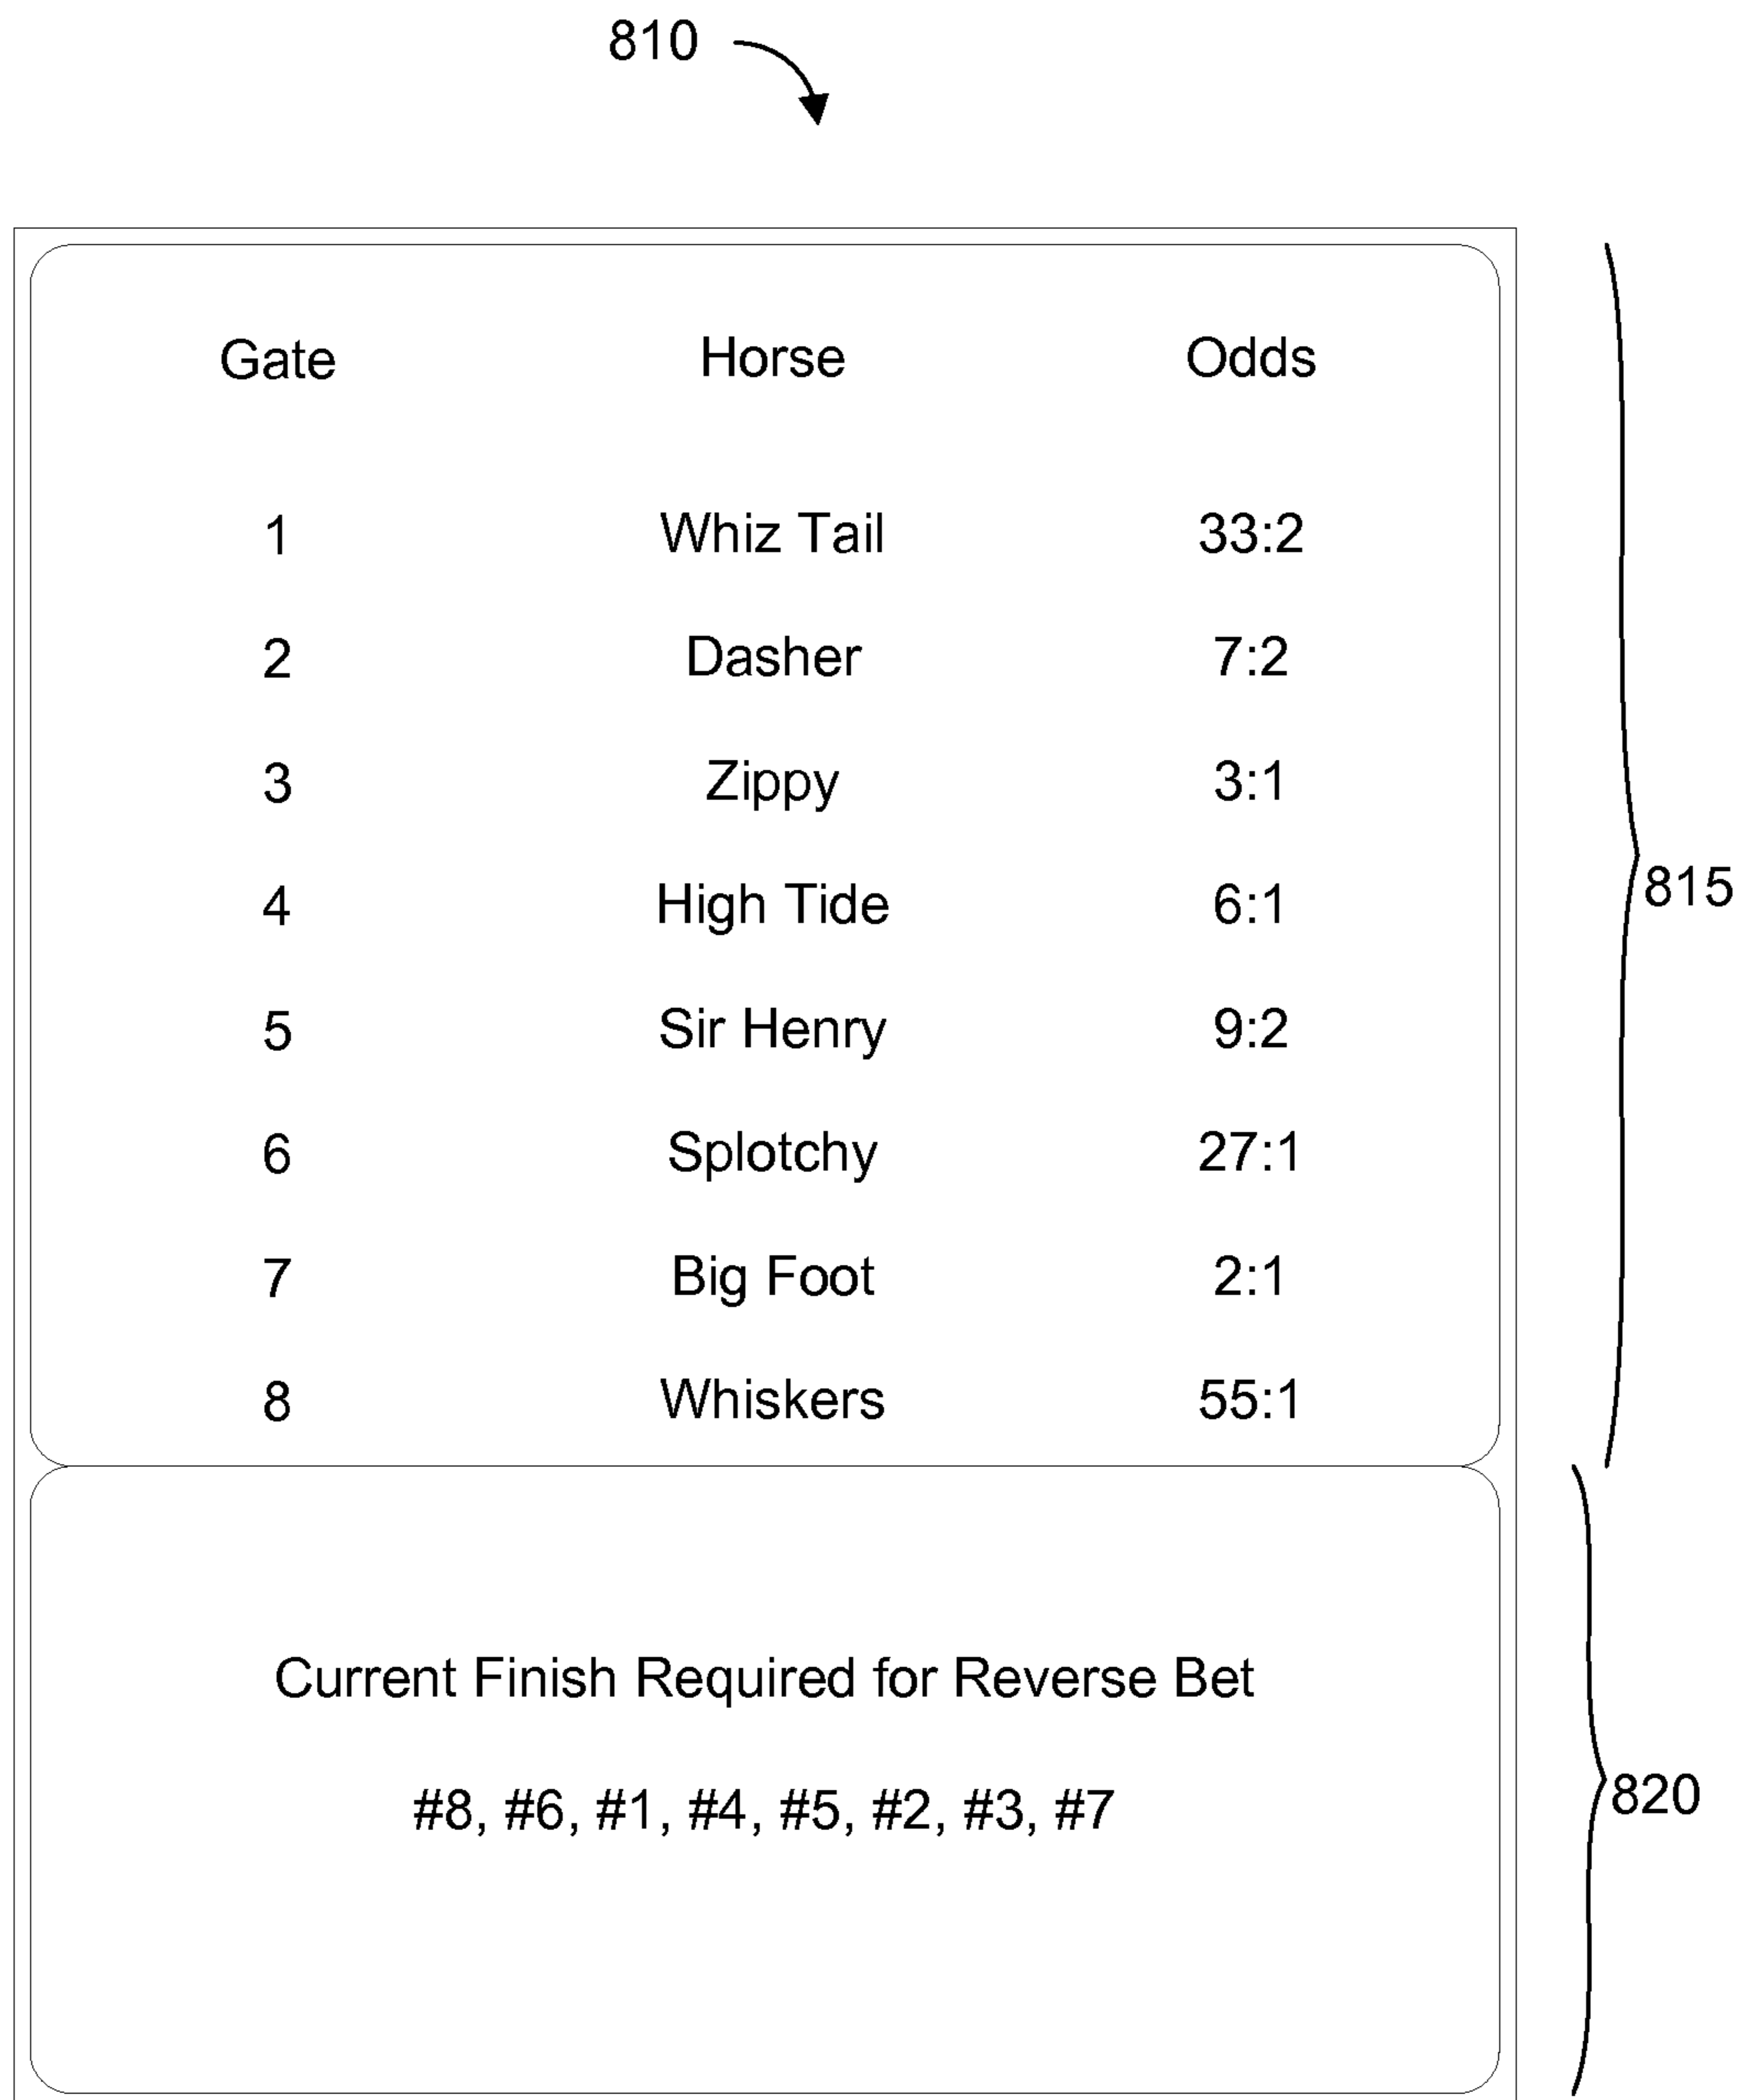 810
Gate Horse Odds
1 Whiz Tail 33:2
2 Dasher 7:2
3 Zippy 3:1
4 High Tide 6:1
5 Sir Henry 9:2
6 Splotchy 27:1
7 Big Foot 2:1
8 Whiskers 55:1
815
Current Finish Required for Reverse Bet
#8, #6, #1, #4, #5, #2, #3, #7
820